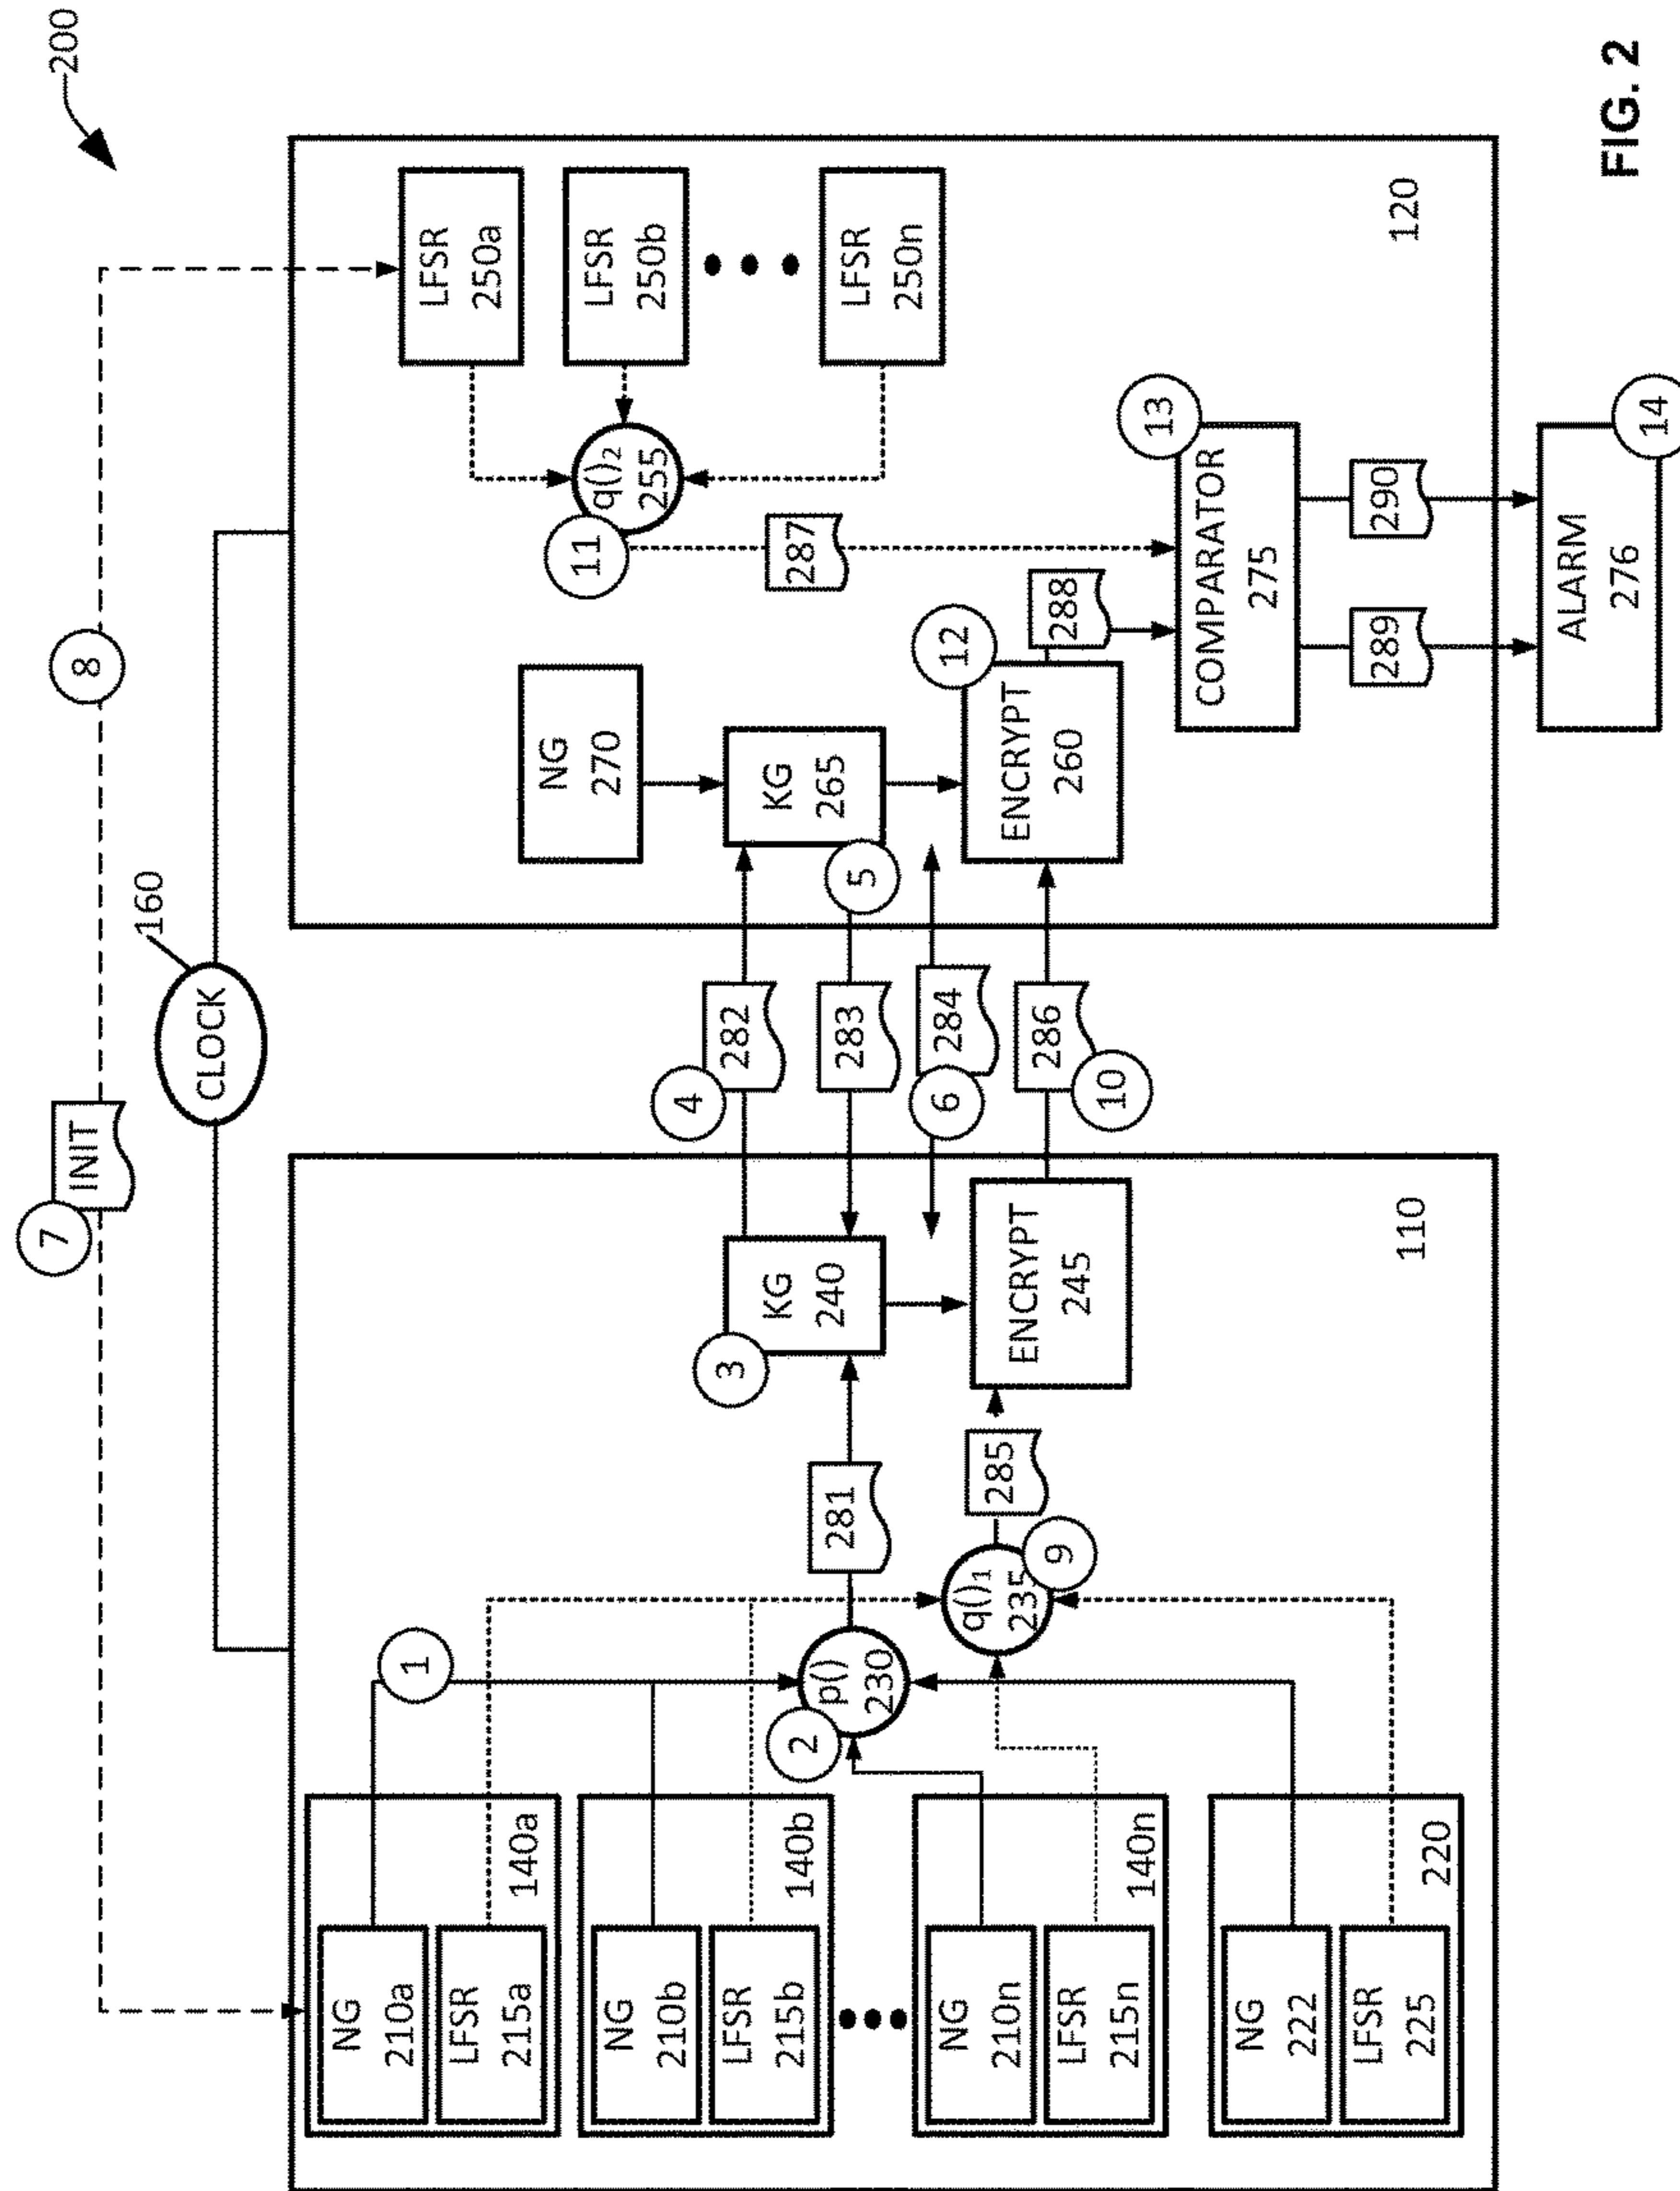 200
8
7
INIT
160
CLOCK
NG
210a
LFSR
215a
140a
NG
210b
LFSR
215b
140b
NG
210n
LFSR
215n
140n
NG
222
LFSR
225
220
1
2
p()
230
281
q()₁
235
9
285
3
KG
240
ENCRYPT
245
110
4
282
283
6
284
286
10
NG
270
KG
265
5
12
ENCRYPT
260
288
LFSR
250a
LFSR
250b
LFSR
250n
q()₂
255
11
287
13
COMPARATOR
275
289
290
120
ALARM
276
14
FIG. 2